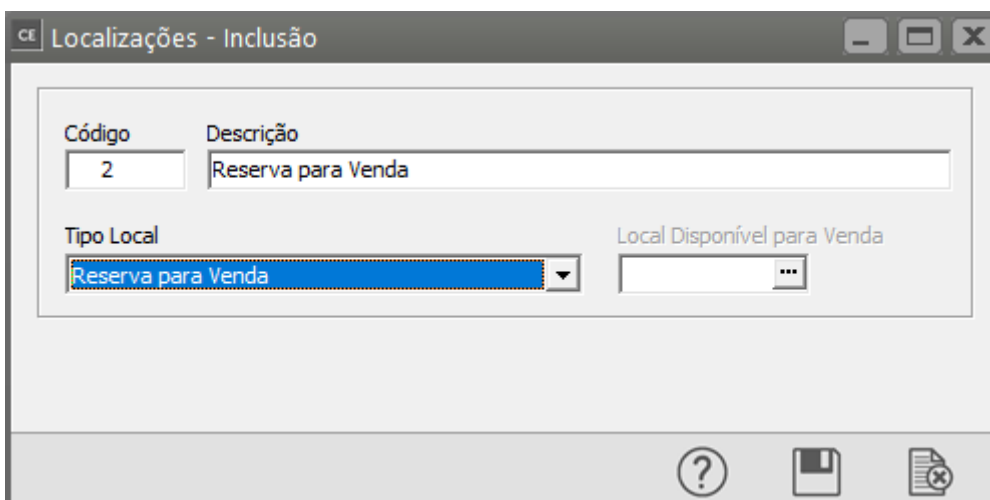 CE Localizações - Inclusão
Código Descrição
2 Reserva para Venda
Tipo Local Local Disponível para Venda
Reserva para Venda ...
?